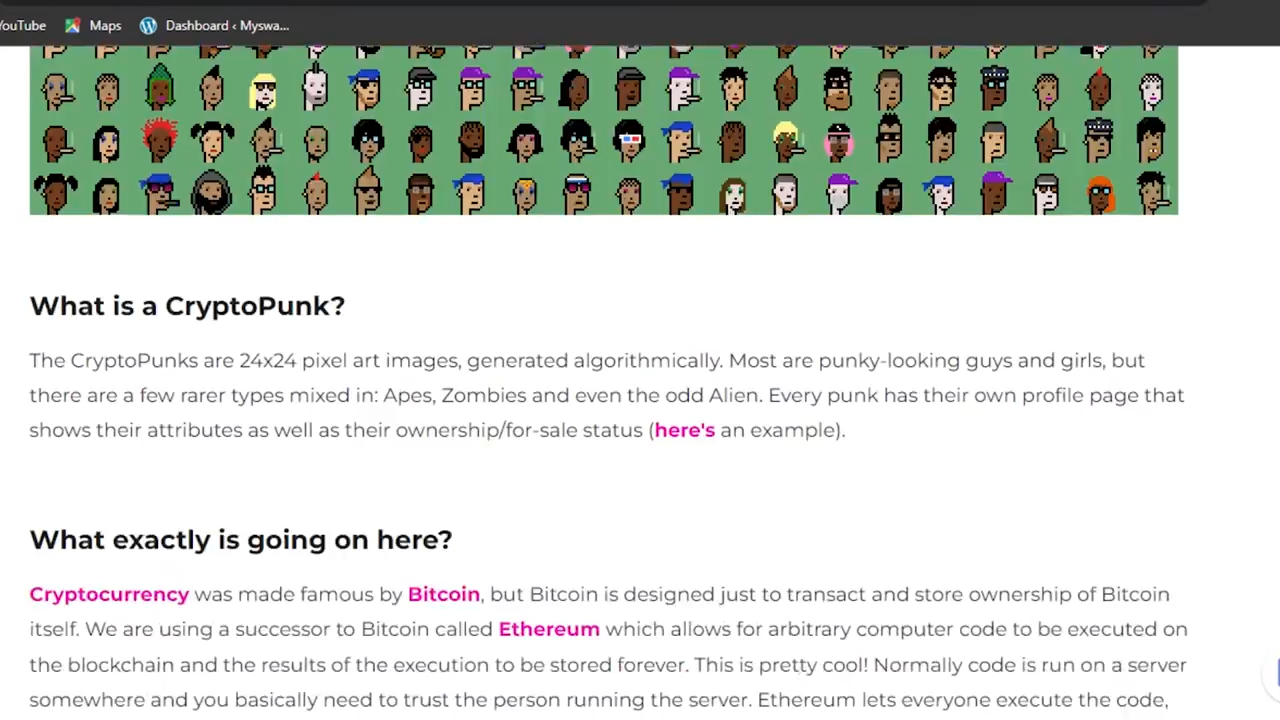 YouTube Maps Dashboard ‹ Myswa...
What is a CryptoPunk?
The CryptoPunks are 24x24 pixel art images, generated algorithmically. Most are punky-looking guys and girls, but
there are a few rarer types mixed in: Apes, Zombies and even the odd Alien. Every punk has their own profile page that
shows their attributes as well as their ownership/for-sale status (here's an example).
What exactly is going on here?
Cryptocurrency was made famous by Bitcoin, but Bitcoin is designed just to transact and store ownership of Bitcoin
itself. We are using a successor to Bitcoin called Ethereum which allows for arbitrary computer code to be executed on
the blockchain and the results of the execution to be stored forever. This is pretty cool! Normally code is run on a server
somewhere and you basically need to trust the person running the server. Ethereum lets everyone execute the code,